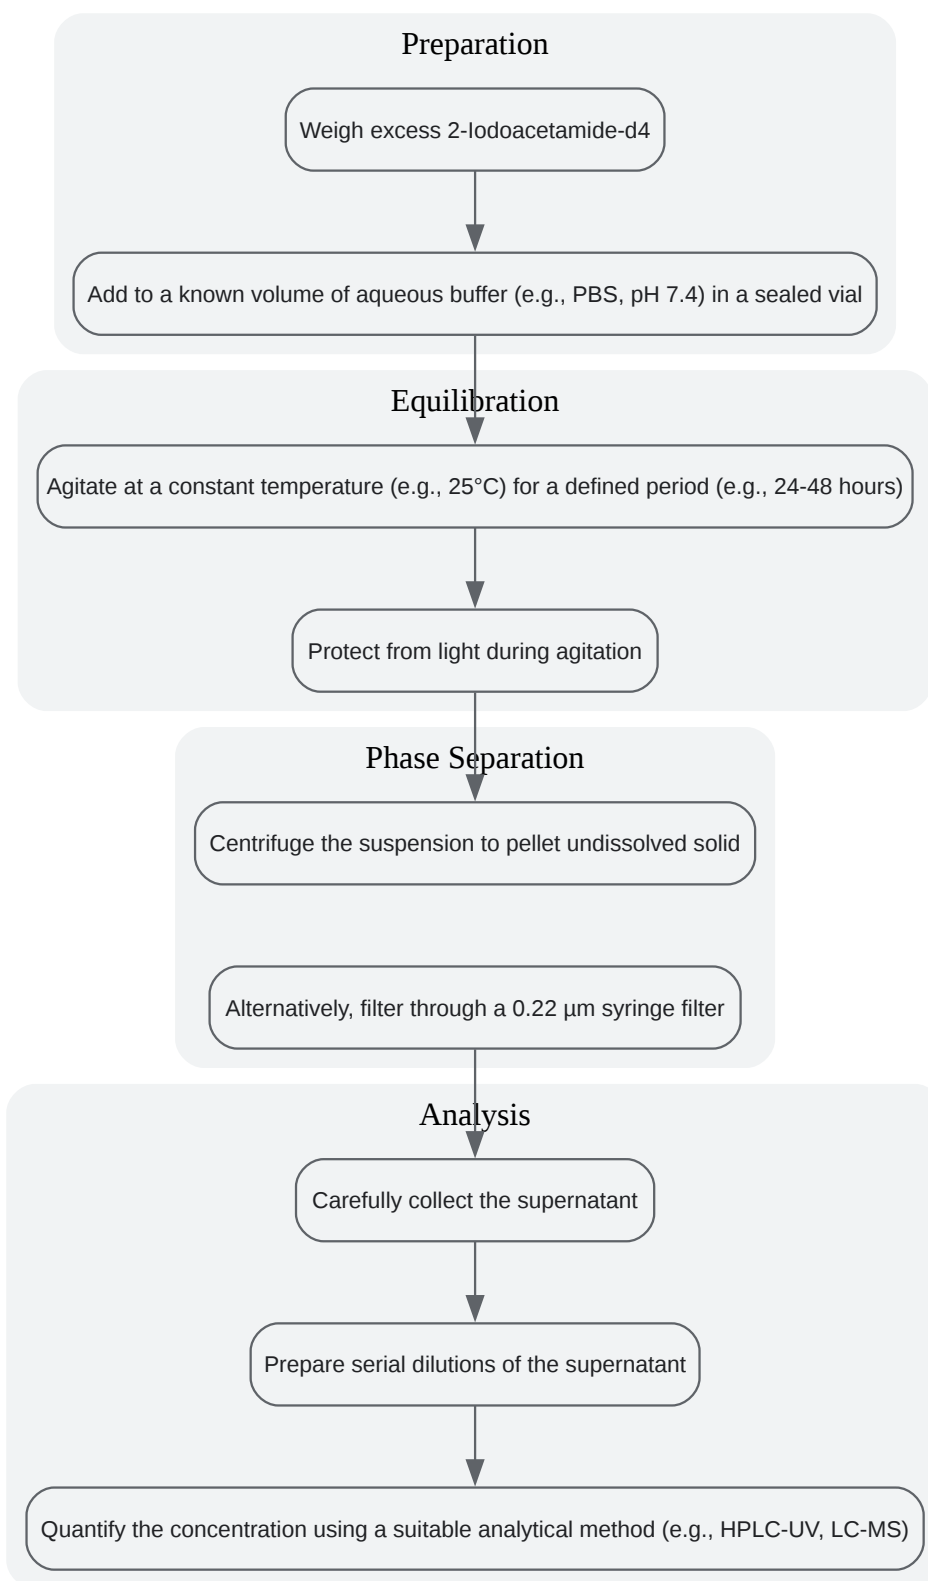 Preparation
Weigh excess 2-Iodoacetamide-d4
Add to a known volume of aqueous buffer (e.g., PBS, pH 7.4) in a sealed vial
Equilibration
Agitate at a constant temperature (e.g., 25°C) for a defined period (e.g., 24-48 hours)
Protect from light during agitation
Phase Separation
Centrifuge the suspension to pellet undissolved solid
Alternatively, filter through a 0.22 µm syringe filter
Analysis
Carefully collect the supernatant
Prepare serial dilutions of the supernatant
Quantify the concentration using a suitable analytical method (e.g., HPLC-UV, LC-MS)